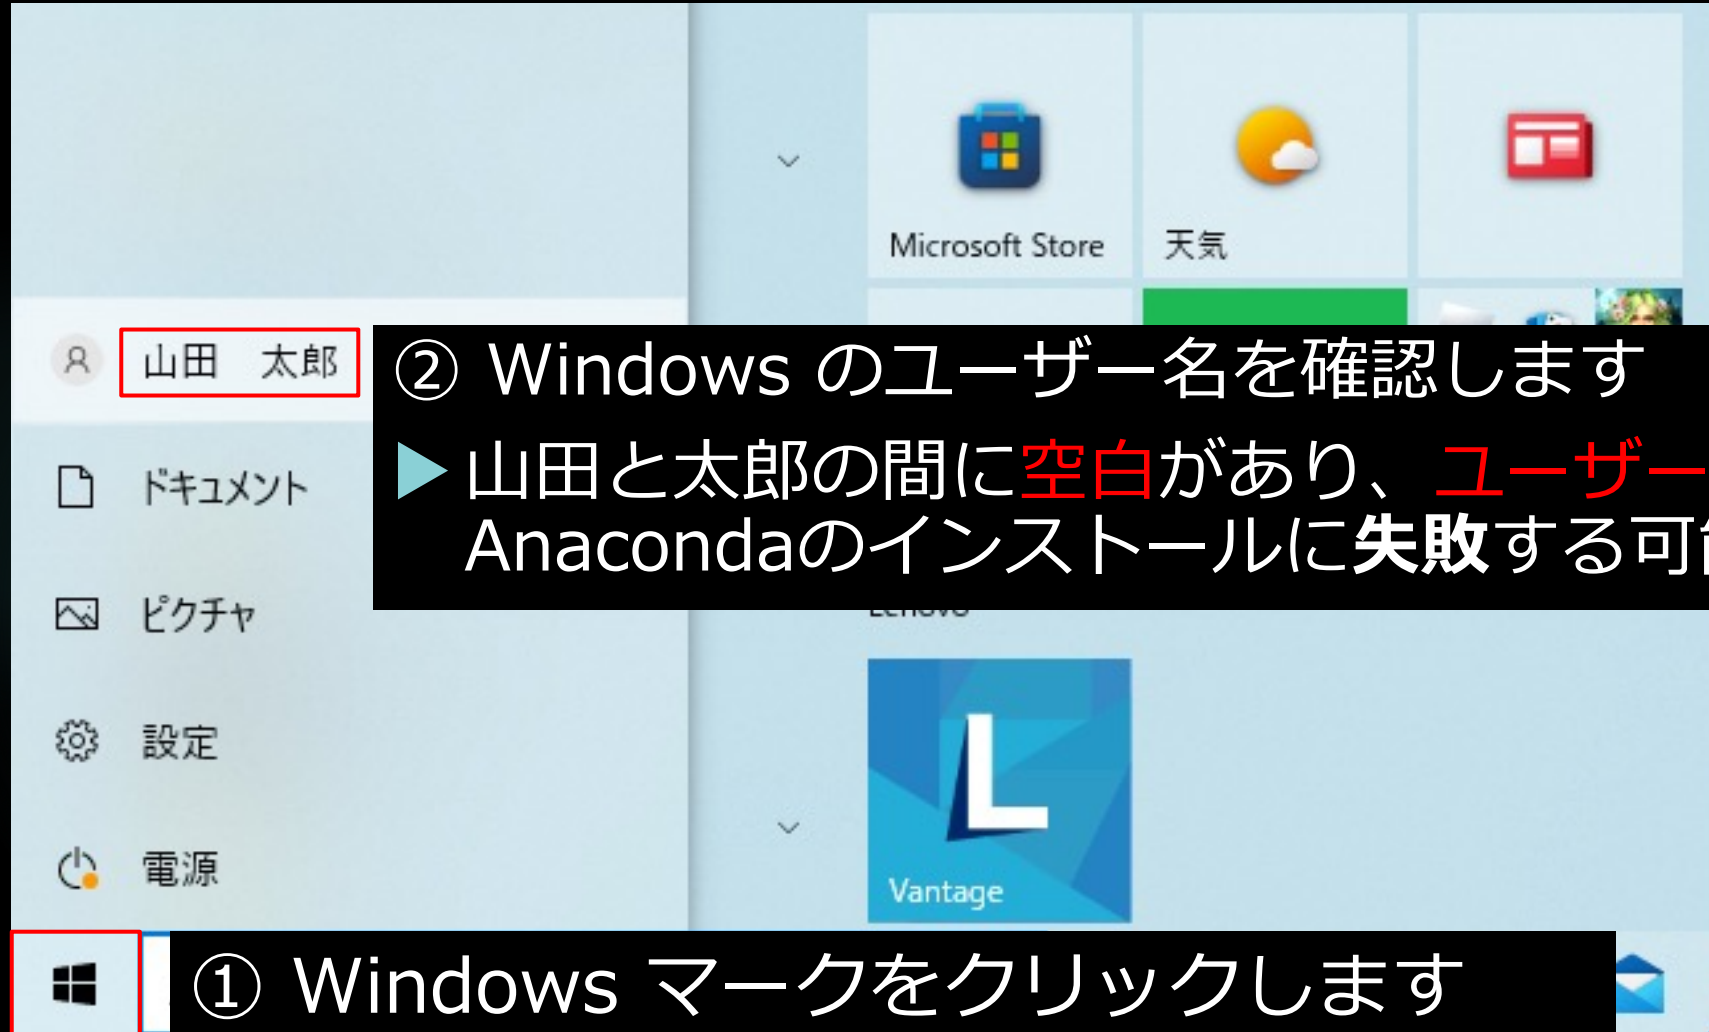 Microsoft Store
天気
山田　太郎
② Windows のユーザー名を確認します
山田と太郎の間に空白があり、ユーザー
Anacondaのインストールに失敗する可
ドキュメント
ピクチャ
設定
Vantage
電源
① Windows マークをクリックします